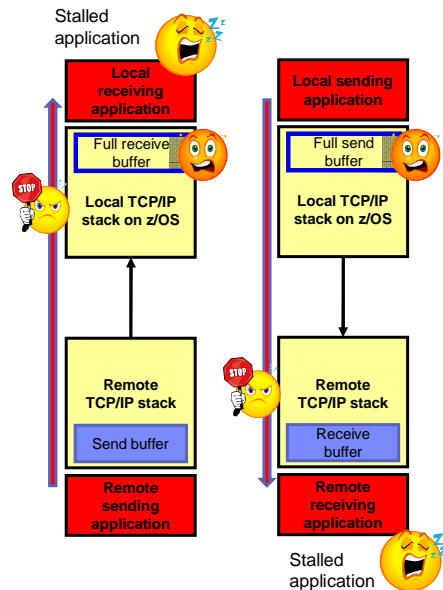 Stalled
application
Local
receiving
application
Full receive
buffer
Local TCP/IP
stack on z/OS
STOP
Remote
TCP/IP stack
Send buffer
Remote
sending
application
Local sending
application
Full send
buffer
Local TCP/IP
stack on z/OS
STOP
Remote
TCP/IP stack
Receive
buffer
Remote
receiving
application
Stalled
application